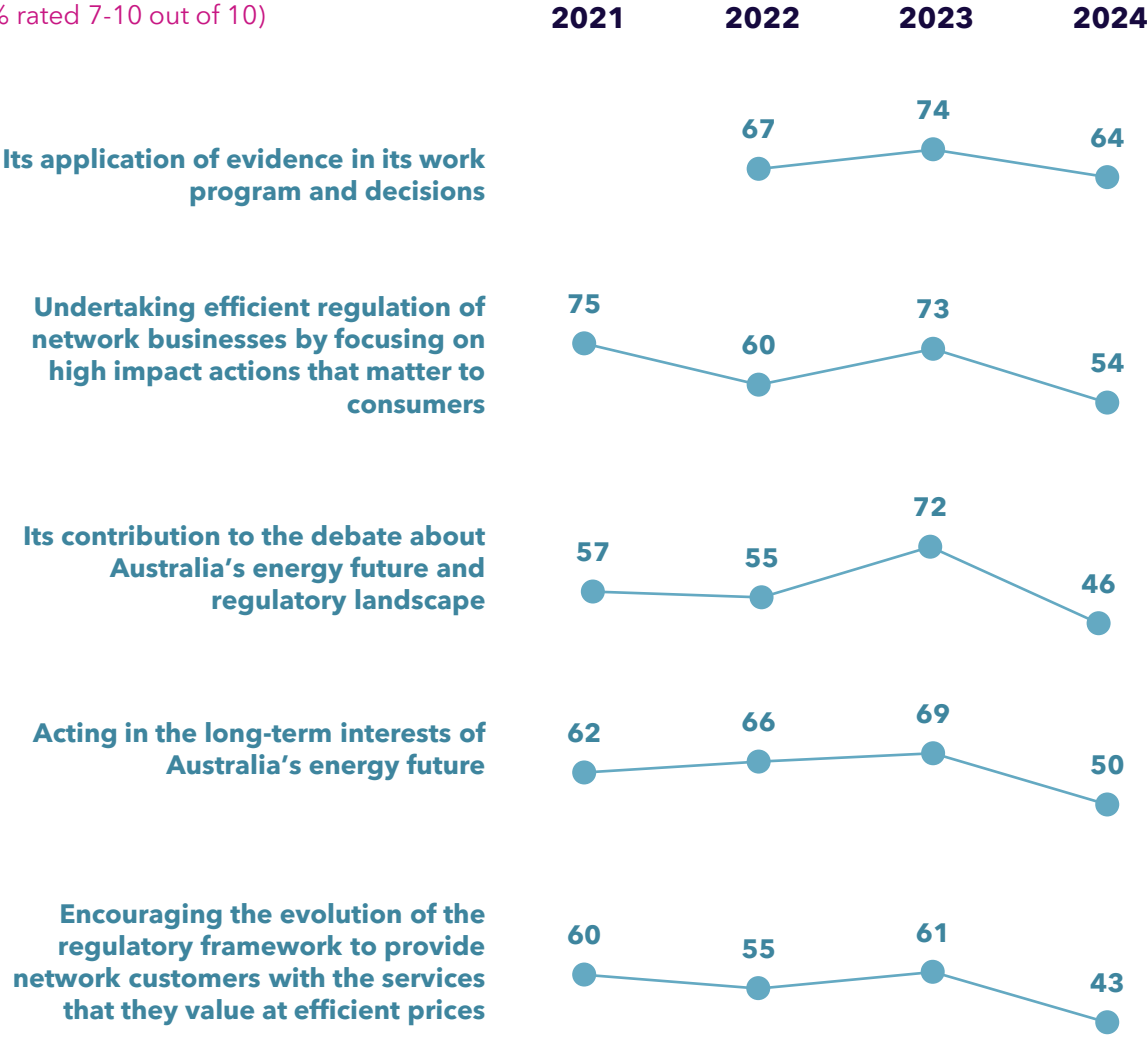 % rated 7-10 out of 10)
2021 2022 2023 2024
Its application of evidence in its work
program and decisions
67 74 64
Undertaking efficient regulation of
network businesses by focusing on
high impact actions that matter to
consumers
75 60 73 54
Its contribution to the debate about
Australia’s energy future and
regulatory landscape
57 55 72 46
Acting in the long-term interests of
Australia’s energy future
62 66 69 50
Encouraging the evolution of the
regulatory framework to provide
network customers with the services
that they value at efficient prices
60 55 61 43